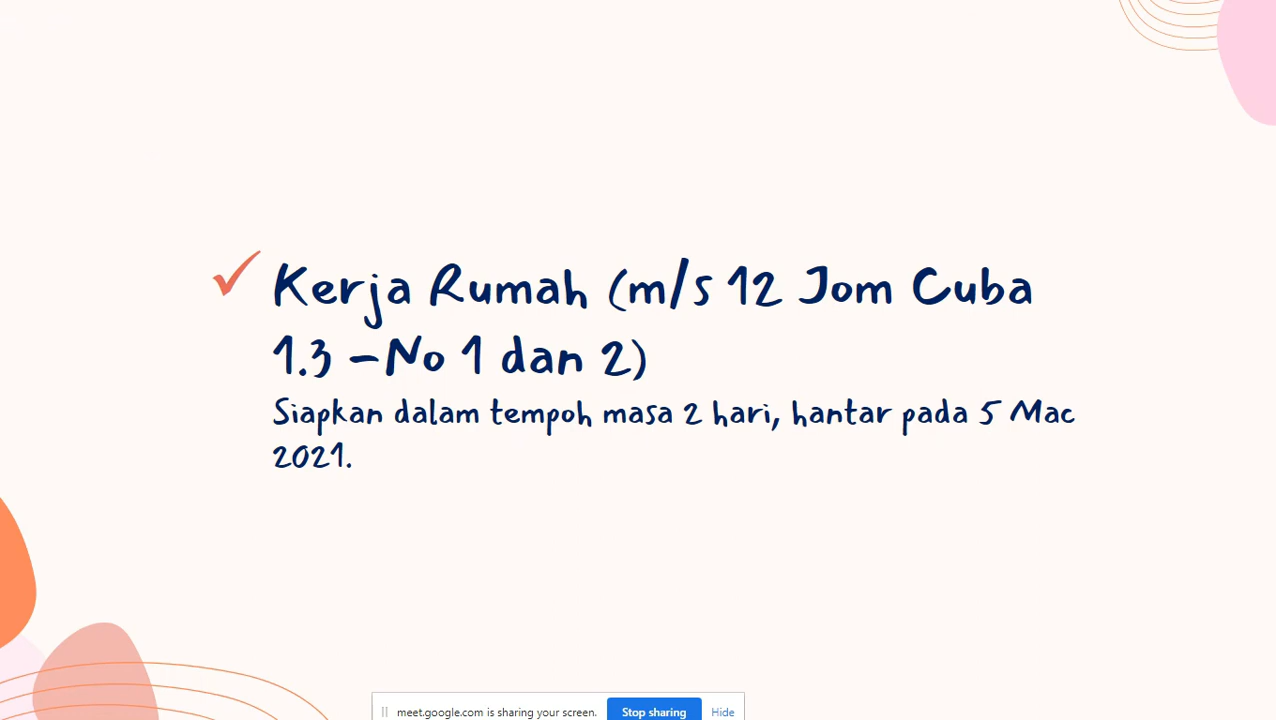 Kerja Rumah (m/s 12 Jom Cuba
1.3 –No 1 dan 2)
Siapkan dalam tempoh masa 2 hari, hantar pada 5 Mac
2021.
meet.google.com is sharing your screen. Stop sharing Hide